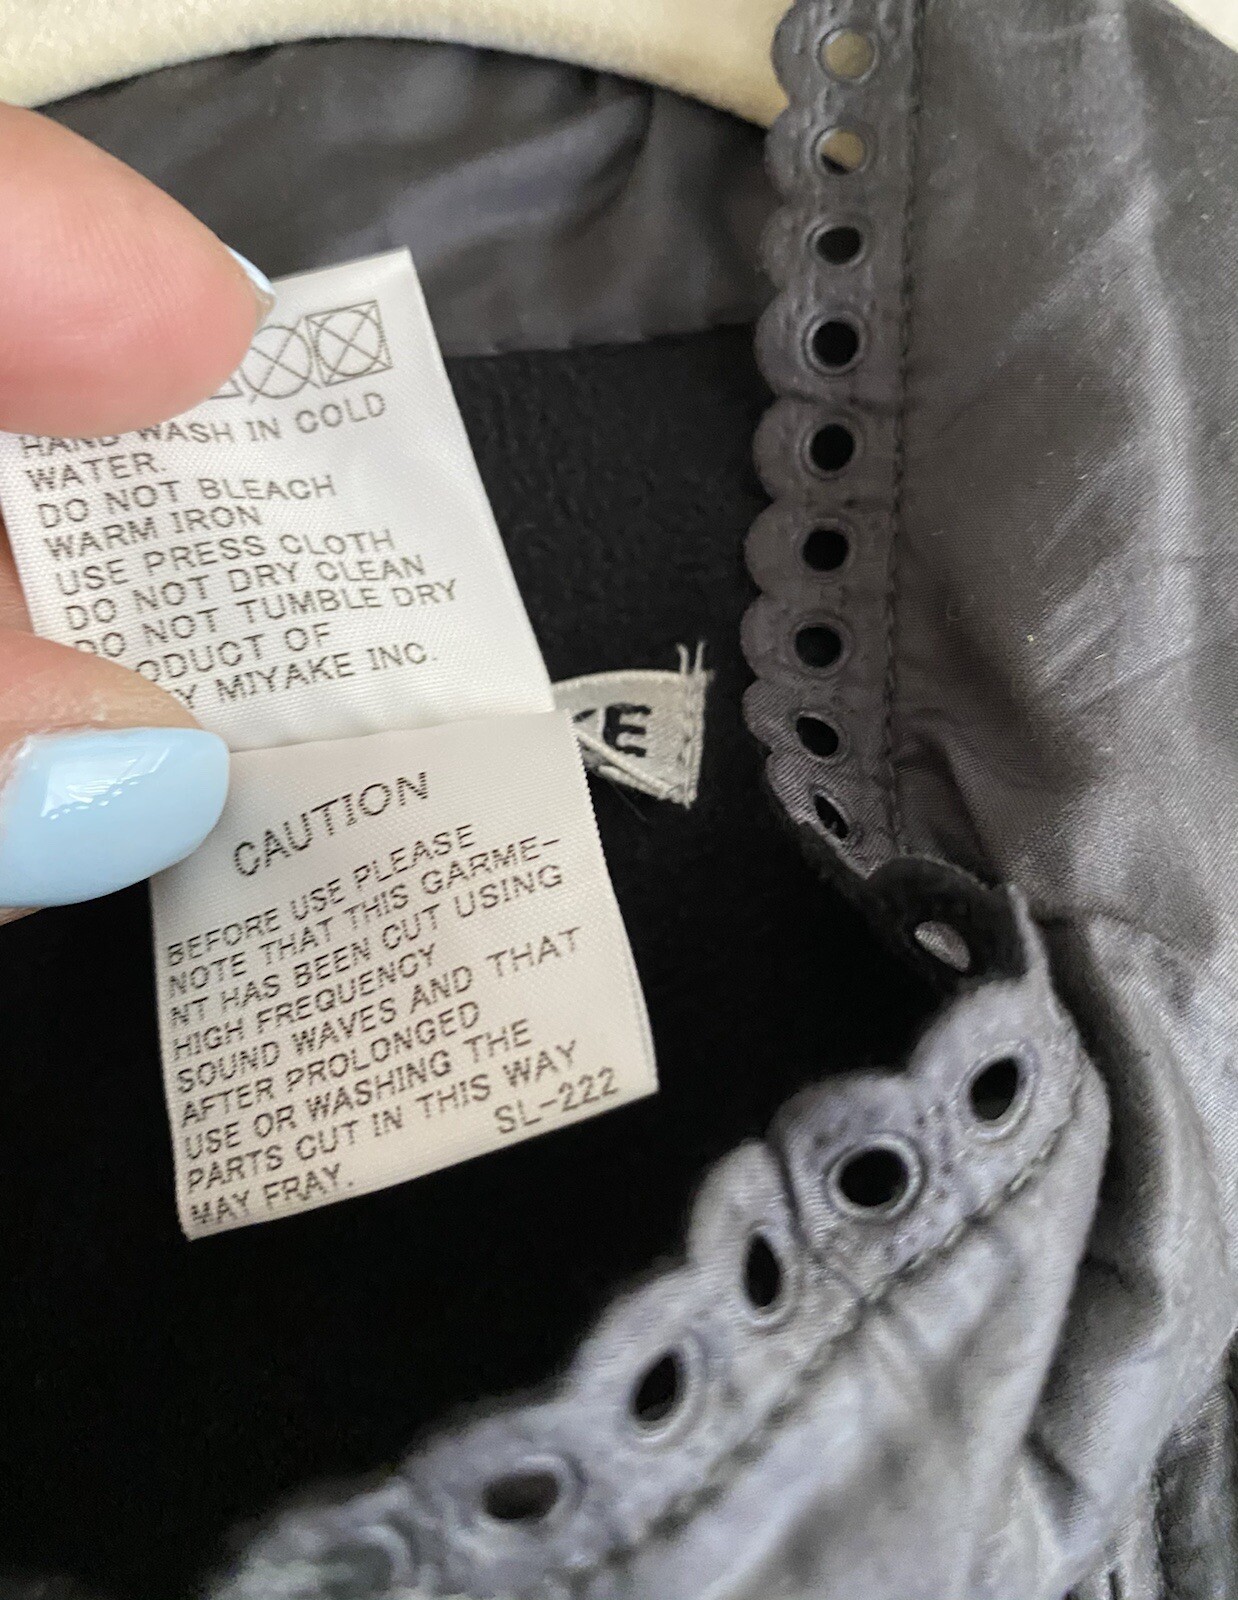 HAND WASH IN COLD
WATER.
DO NOT BLEACH
WARM IRON
USE PRESS CLOTH
DO NOT DRY CLEAN
DO NOT TUMBLE DRY
ODUCT OF
Y MIYAKE INC.
KE
CAUTION
BEFORE USE PLEASE
NOTE THAT THIS GARME-
NT HAS BEEN CUT USING
HIGH FREQUENCY
SOUND WAVES AND THAT
AFTER PROLONGED
USE OR WASHING THE
PARTS CUT IN THIS WAY
MAY FRAY.
SL-222